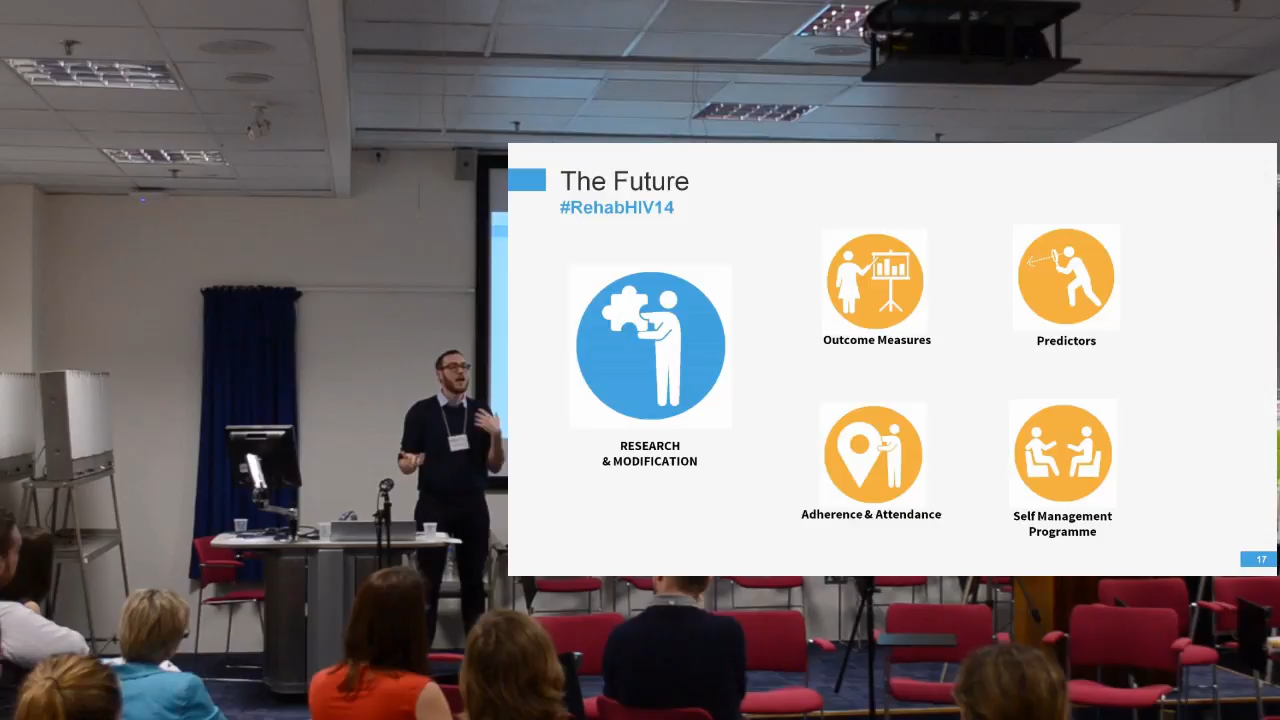 The Future
#RehabHIV14
RESEARCH
& MODIFICATION
Outcome Measures
Predictors
Adherence & Attendance
Self Management
Programme
17